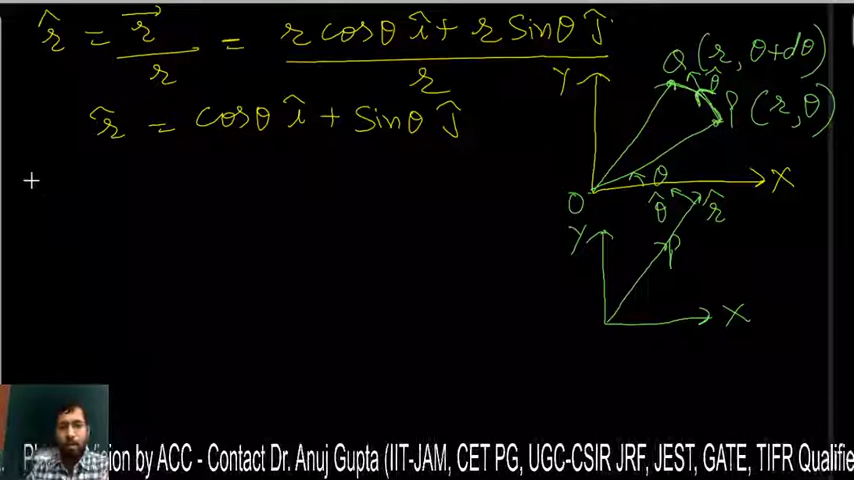 r̂ = r⃗ / r = r cosθ î + r Sinθ ĵ / r
r̂ = cosθ î + Sinθ ĵ
Q (r, θ+dθ)
Y
θ̂
P (r, θ)
θ
X
O
θ̂
r̂
Y
P
X
ion by ACC - Contact Dr. Anuj Gupta (IIT-JAM, CET PG, UGC-CSIR JRF, JEST, GATE, TIFR Qualifie